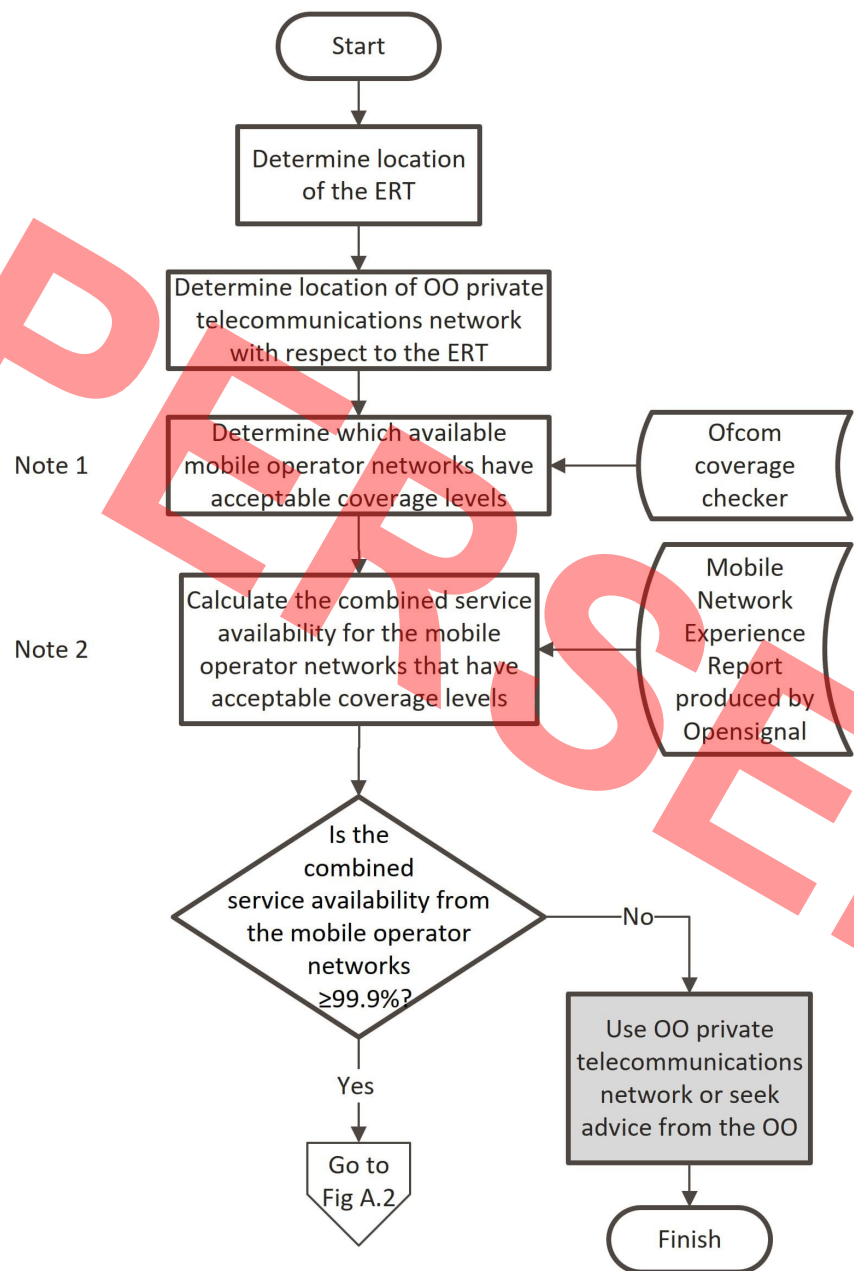 Start
Determine location
of the ERT
Determine location of OO private
telecommunications network
with respect to the ERT
Note 1
Determine which available
mobile operator networks have
acceptable coverage levels
Ofcom
coverage
checker
Note 2
Calculate the combined service
availability for the mobile
operator networks that have
acceptable coverage levels
Mobile
Network
Experience
Report
produced by
Opensignal
Is the
combined
service availability from
the mobile operator
networks
≥99.9%?
No
Yes
Use OO private
telecommunications
network or seek
advice from the OO
Go to
Fig A.2
Finish